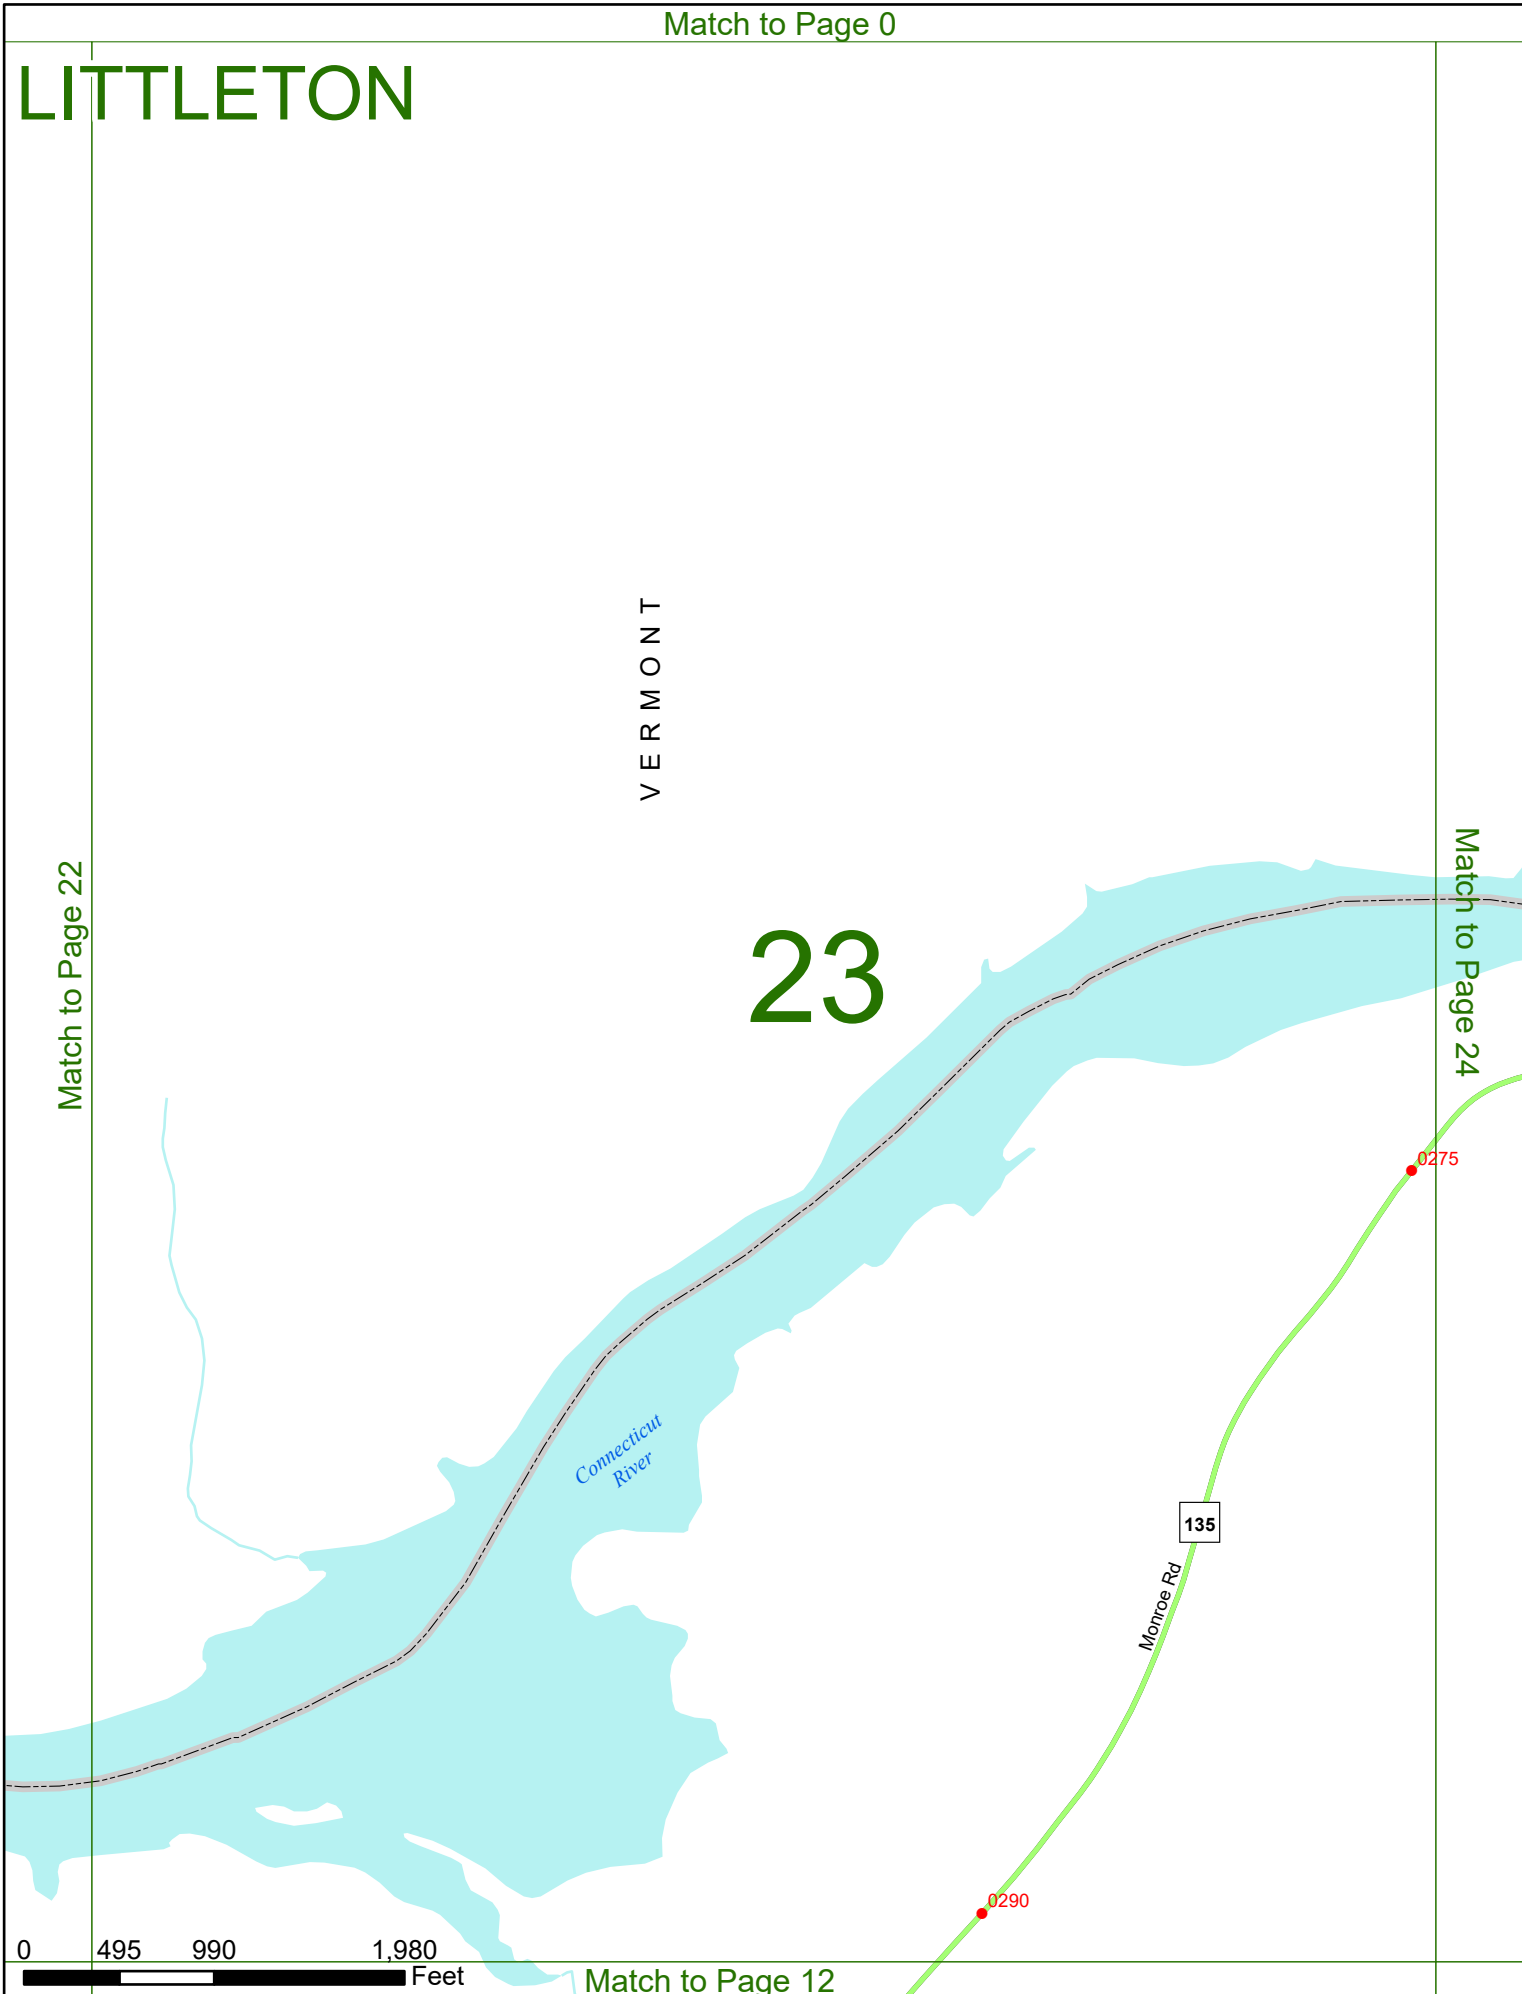 Match to Page 0
LITTLETON
VERMONT
Match to Page 22
23
Match to Page 24
0275
Connecticut
River
135
Monroe Rd
0290
0 495 990 1,980
Feet
Match to Page 12